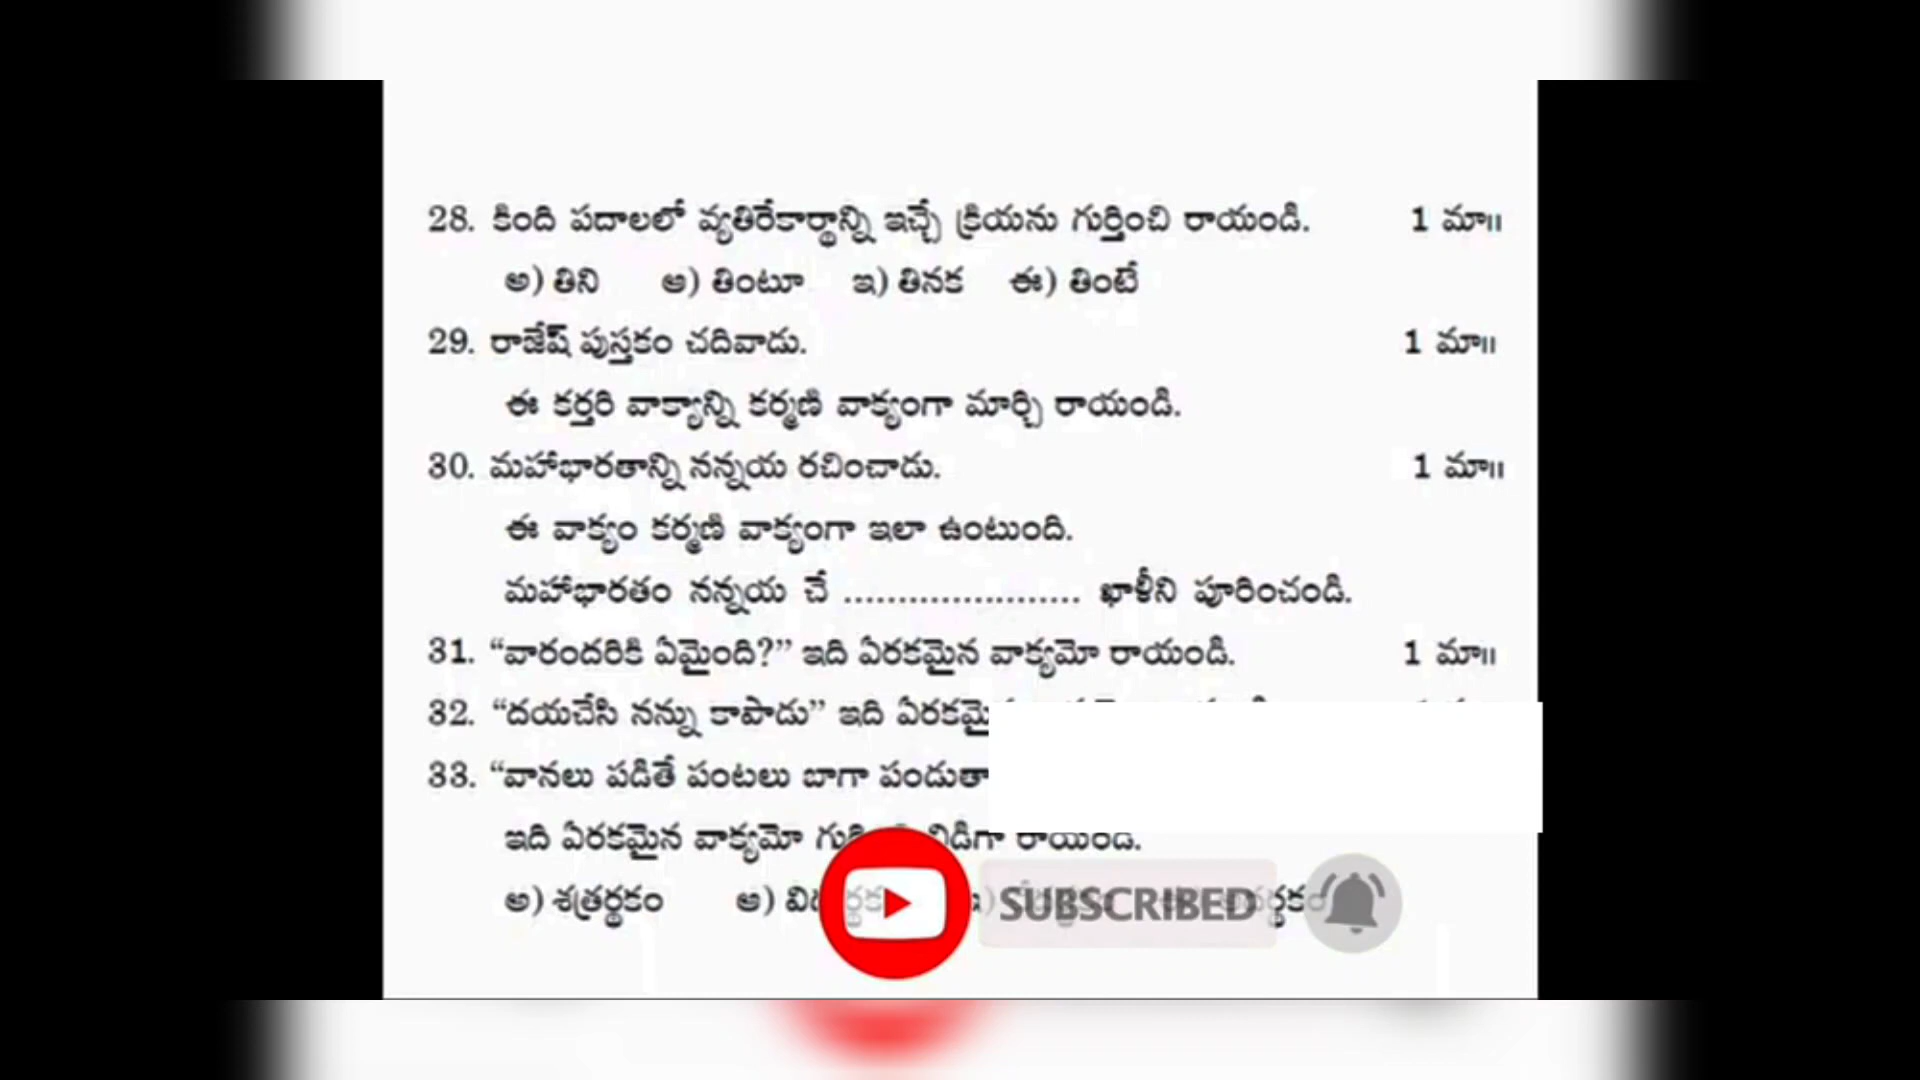 28. కింది పదాలలో వ్యతిరేకార్థాన్ని ఇచ్చే క్రియను గుర్తించి రాయండి. 1 మా॥
అ) తిని ఆ) తింటూ ఇ) తినక ఈ) తింటే
29. రాజేష్ పుస్తకం చదివాడు. 1 మా॥
ఈ కర్తరి వాక్యాన్ని కర్మణి వాక్యంగా మార్చి రాయండి.
30. మహాభారతాన్ని నన్నయ రచించాడు. 1 మా॥
ఈ వాక్యం కర్మణి వాక్యంగా ఇలా ఉంటుంది.
మహాభారతం నన్నయ చే ...................... ఖాళీని పూరించండి.
31. “వారందరికి ఏమైంది?” ఇది ఏరకమైన వాక్యమో రాయండి. 1 మా॥
32. “దయచేసి నన్ను కాపాడు” ఇది
33. “వానలు పడితే పంటలు బాగా
ఇది ఏరకమైన వాక్యమో రాయండి.
అ) శత్రర్థకం ఆ)
SUBSCRIBED